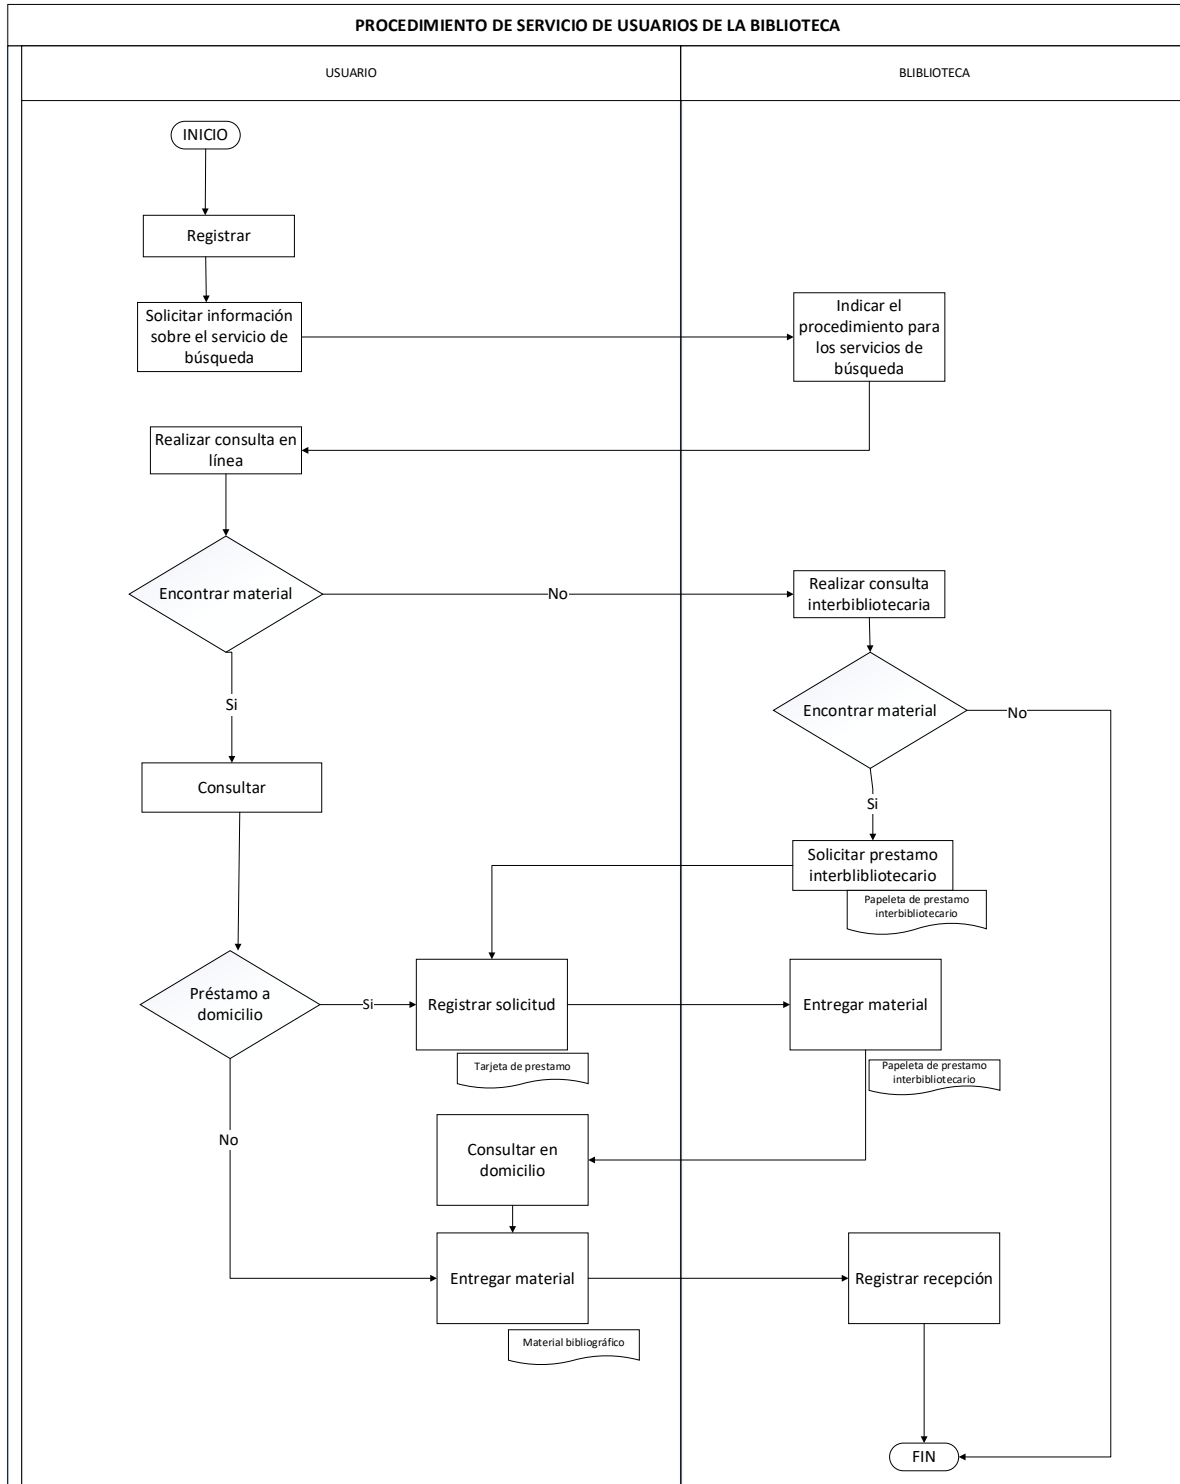 PROCEDIMIENTO DE SERVICIO DE USUARIOS DE LA BIBLIOTECA
USUARIO
BLIBLIOTECA
INICIO
Registrar
Solicitar información
sobre el servicio de
búsqueda
Indicar el
procedimiento para
los servicios de
búsqueda
Realizar consulta en
línea
Encontrar material
No
Realizar consulta
interbibliotecaria
Si
Encontrar material
No
Consultar
Si
Solicitar prestamo
interblibliotecario
Papeleta de prestamo
interbibliotecario
Préstamo a
domicilio
Si
Registrar solicitud
Entregar material
Tarjeta de prestamo
Papeleta de prestamo
interbibliotecario
No
Consultar en
domicilio
Entregar material
Registrar recepción
Material bibliográfico
FIN